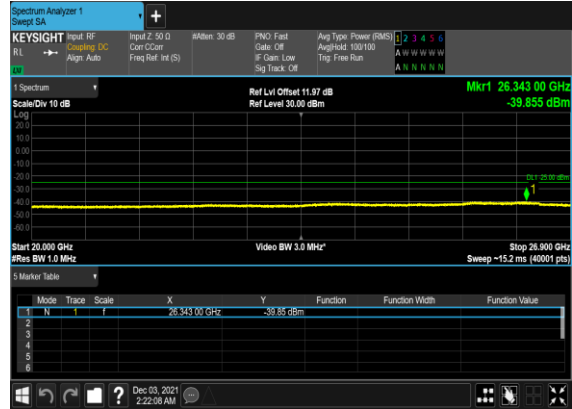 Spectrum Analyzer 1
Swept SA
+
KEYSIGHT Input: RF Input Z: 50 Ω #Atten: 30 dB PNO: Fast Avg Type: Power (RMS) 1 2 3 4 5 6
RL Coupling: DC Corr CCorr Gate: Off Avg|Hold: 100/100 A W W W W W
Align: Auto Freq Ref: Int (S) IF Gain: Low Trig: Free Run
Sig Track: Off A N N N N N
1 Spectrum Ref Lvl Offset 11.97 dB Mkr1 26.343 00 GHz
Scale/Div 10 dB Ref Level 30.00 dBm -39.855 dBm
Log
20.0
10.0
0.00
-10.0
-20.0
DL1 -25.00 dBm
-30.0
1
-40.0
-50.0
-60.0
Start 20.000 GHz Video BW 3.0 MHz* Stop 26.900 GHz
#Res BW 1.0 MHz Sweep ~15.2 ms (40001 pts)
5 Marker Table
Mode Trace Scale X Y Function Function Width Function Value
1 N 1 f 26.343 00 GHz -39.85 dBm
2
3
4
5
6
? Dec 03, 2021
2:22:08 AM